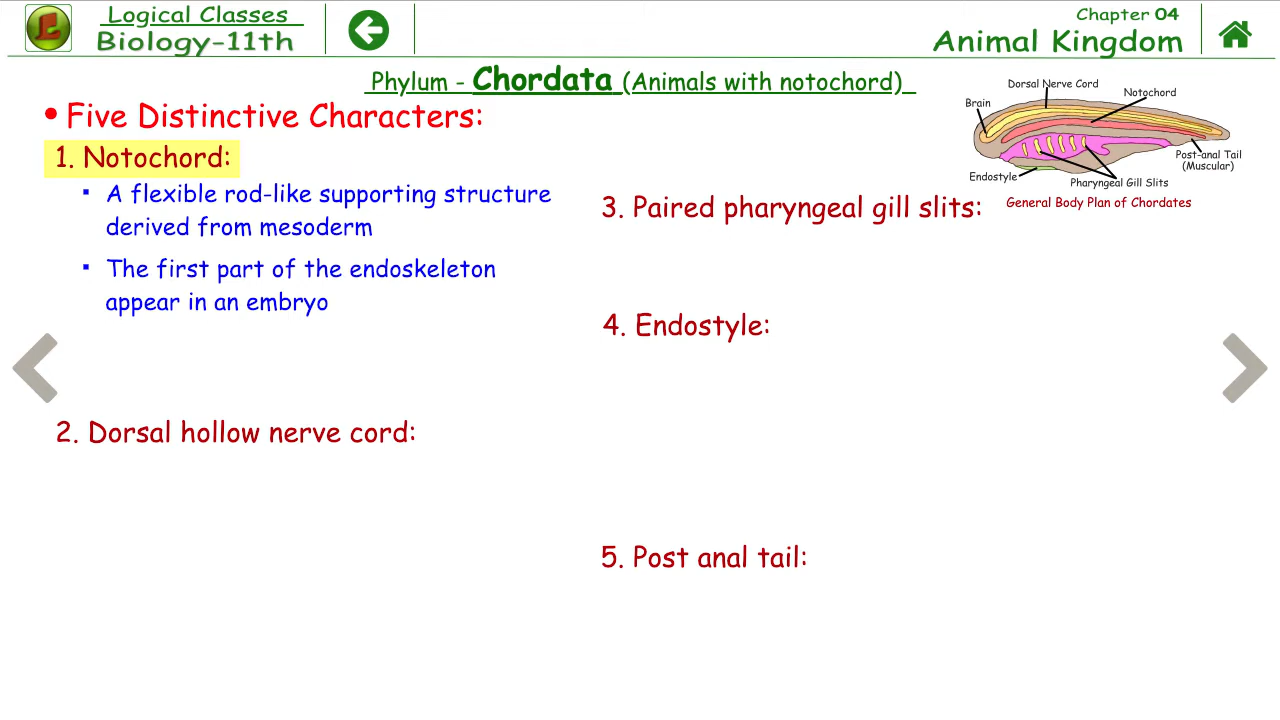 Logical Classes
Biology-11th
Chapter 04
Animal Kingdom
Phylum - Chordata (Animals with notochord)
• Five Distinctive Characters:
1. Notochord:
▪ A flexible rod-like supporting structure
derived from mesoderm
▪ The first part of the endoskeleton
appear in an embryo
2. Dorsal hollow nerve cord:
Dorsal Nerve Cord
Notochord
Brain
Post-anal Tail
(Muscular)
Endostyle
Pharyngeal Gill Slits
General Body Plan of Chordates
3. Paired pharyngeal gill slits:
4. Endostyle:
5. Post anal tail: